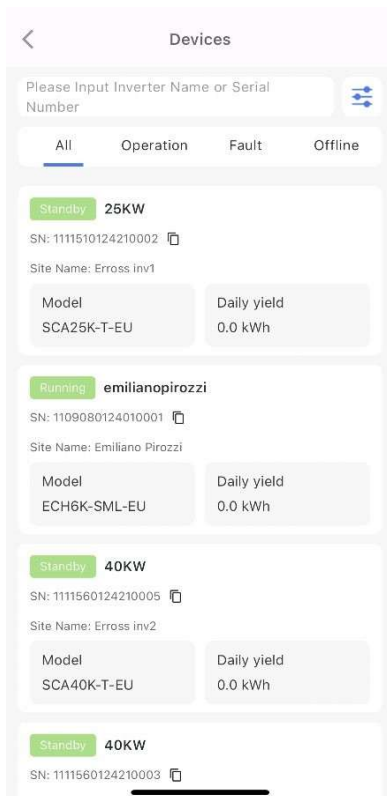 Devices
Please Input Inverter Name or Serial
Number
All Operation Fault Offline
Standby 25KW
SN: 1111510124210002
Site Name: Erross inv1
Model Daily yield
SCA25K-T-EU 0.0 kWh
Running emilianopirozzi
SN: 1109080124010001
Site Name: Emiliano Pirozzi
Model Daily yield
ECH6K-SML-EU 0.0 kWh
Standby 40KW
SN: 1111560124210005
Site Name: Erross inv2
Model Daily yield
SCA40K-T-EU 0.0 kWh
Standby 40KW
SN: 1111560124210003